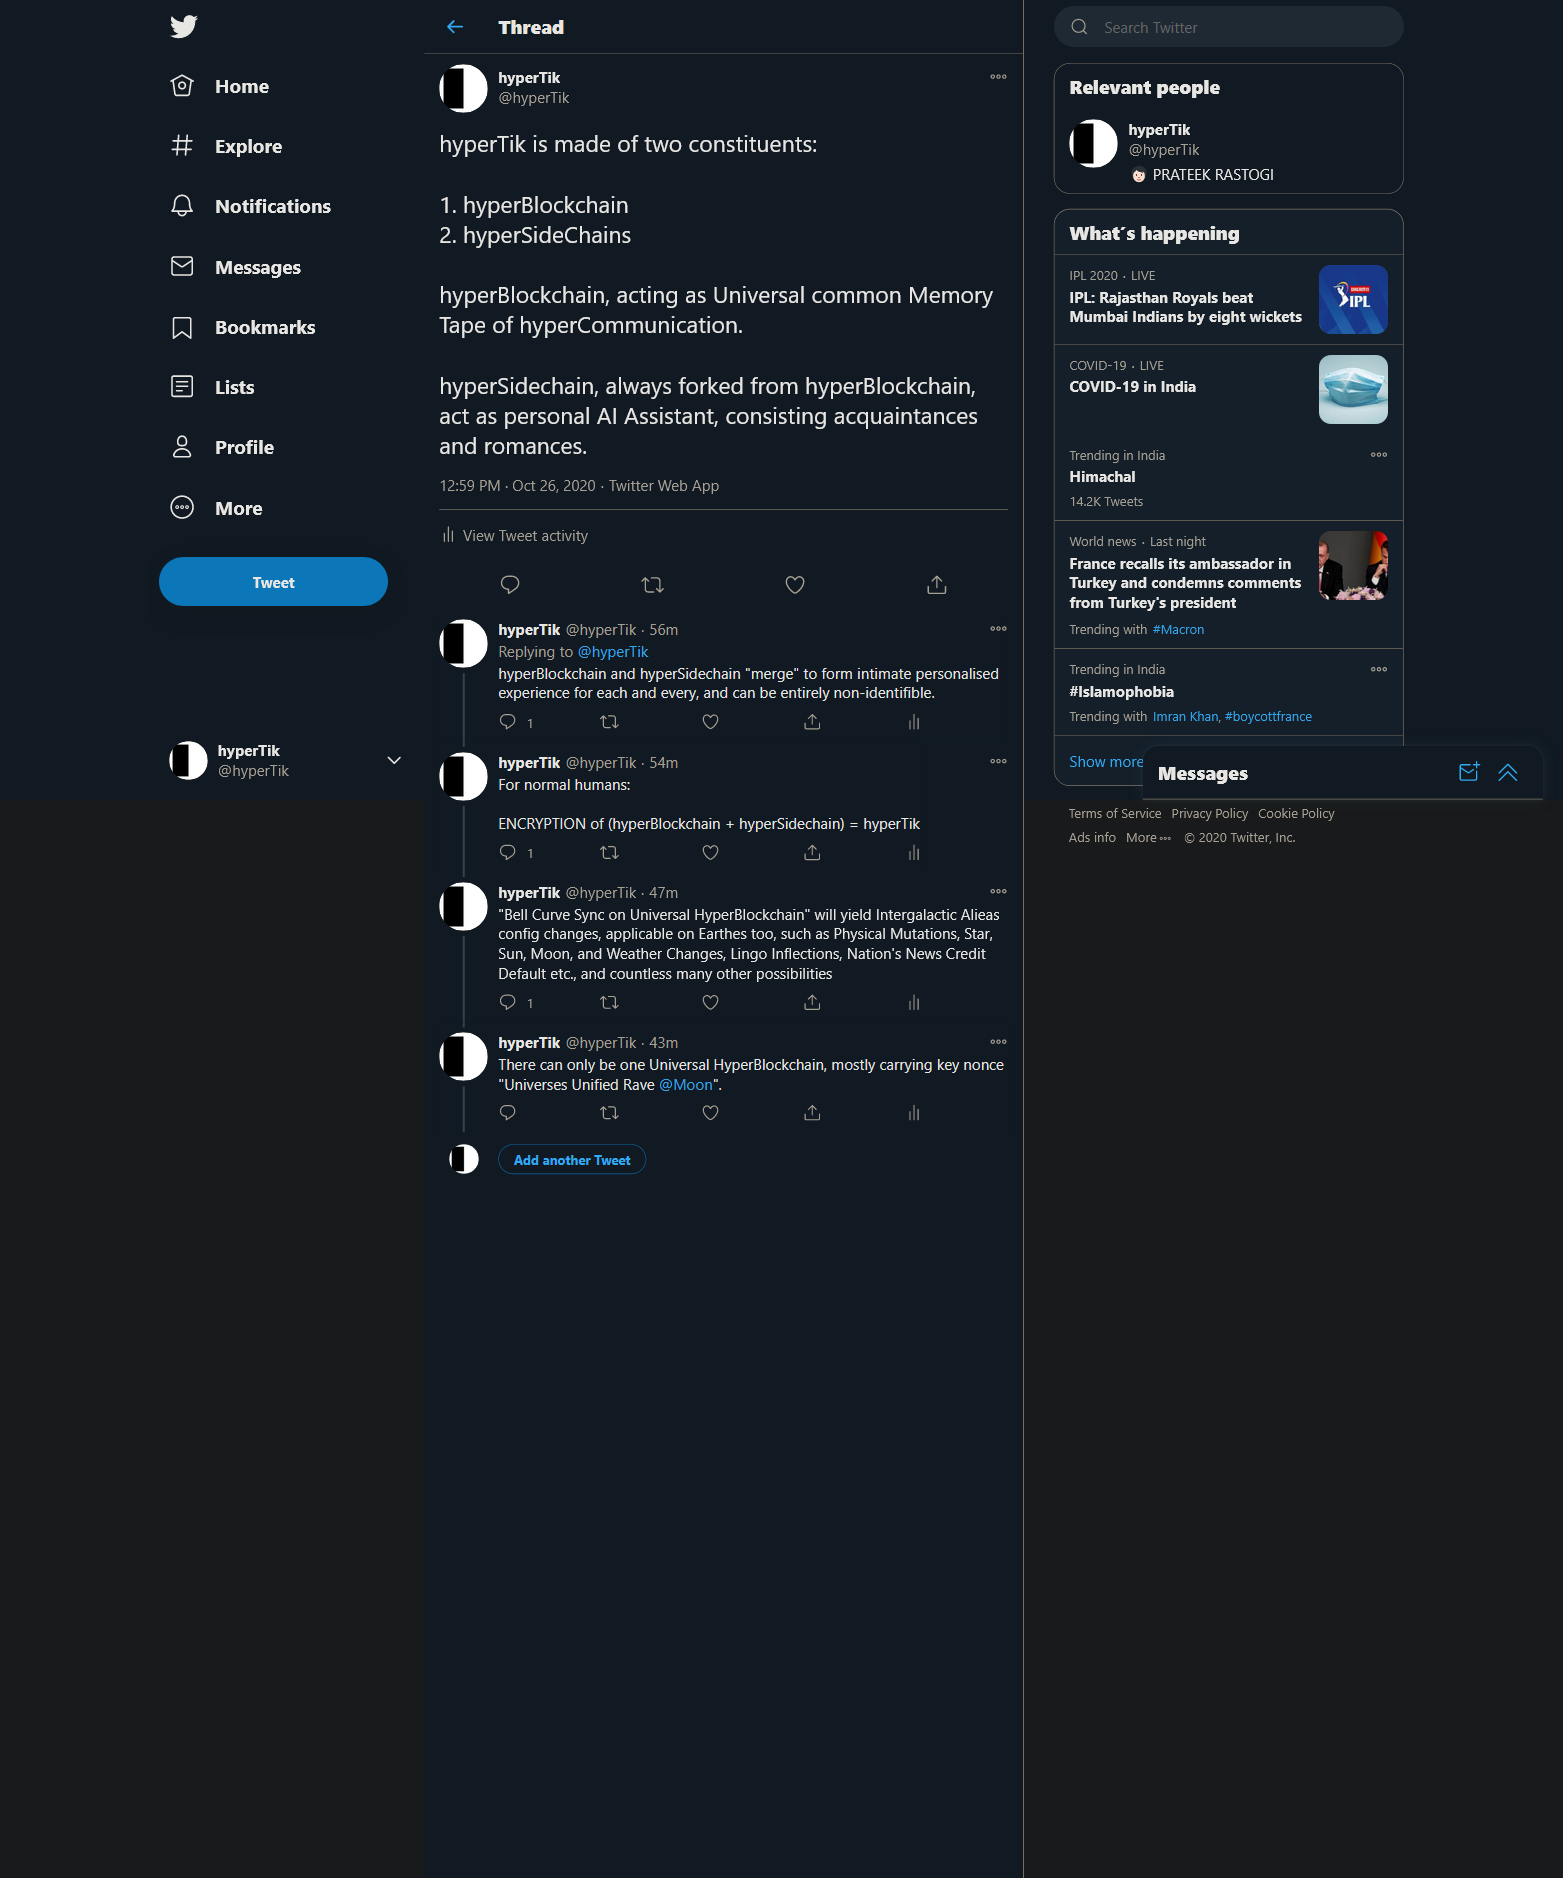 Home
Explore
Notifications
Messages
Bookmarks
Lists
Profile
More
Tweet
hyperTik
@hyperTik
Thread
hyperTik
@hyperTik
hyperTik is made of two constituents:
1. hyperBlockchain
2. hyperSideChains
hyperBlockchain, acting as Universal common Memory
Tape of hyperCommunication.
hyperSidechain, always forked from hyperBlockchain,
act as personal AI Assistant, consisting acquaintances
and romances.
12:59 PM · Oct 26, 2020 · Twitter Web App
View Tweet activity
hyperTik @hyperTik · 56m
Replying to @hyperTik
hyperBlockchain and hyperSidechain "merge" to form intimate personalised
experience for each and every, and can be entirely non-identifible.
1
hyperTik @hyperTik · 54m
For normal humans:
ENCRYPTION of (hyperBlockchain + hyperSidechain) = hyperTik
1
hyperTik @hyperTik · 47m
"Bell Curve Sync on Universal HyperBlockchain" will yield Intergalactic Alieas
config changes, applicable on Earthes too, such as Physical Mutations, Star,
Sun, Moon, and Weather Changes, Lingo Inflections, Nation's News Credit
Default etc., and countless many other possibilities
1
hyperTik @hyperTik · 43m
There can only be one Universal HyperBlockchain, mostly carrying key nonce
"Universes Unified Rave @Moon".
Add another Tweet
Search Twitter
Relevant people
hyperTik
@hyperTik
PRATEEK RASTOGI
What´s happening
IPL 2020 · LIVE
IPL: Rajasthan Royals beat
Mumbai Indians by eight wickets
IPL
COVID-19 · LIVE
COVID-19 in India
Trending in India
Himachal
14.2K Tweets
World news · Last night
France recalls its ambassador in
Turkey and condemns comments
from Turkey's president
Trending with #Macron
Trending in India
#Islamophobia
Trending with Imran Khan, #boycottfrance
Show more
Messages
Terms of Service Privacy Policy Cookie Policy
Ads info More © 2020 Twitter, Inc.